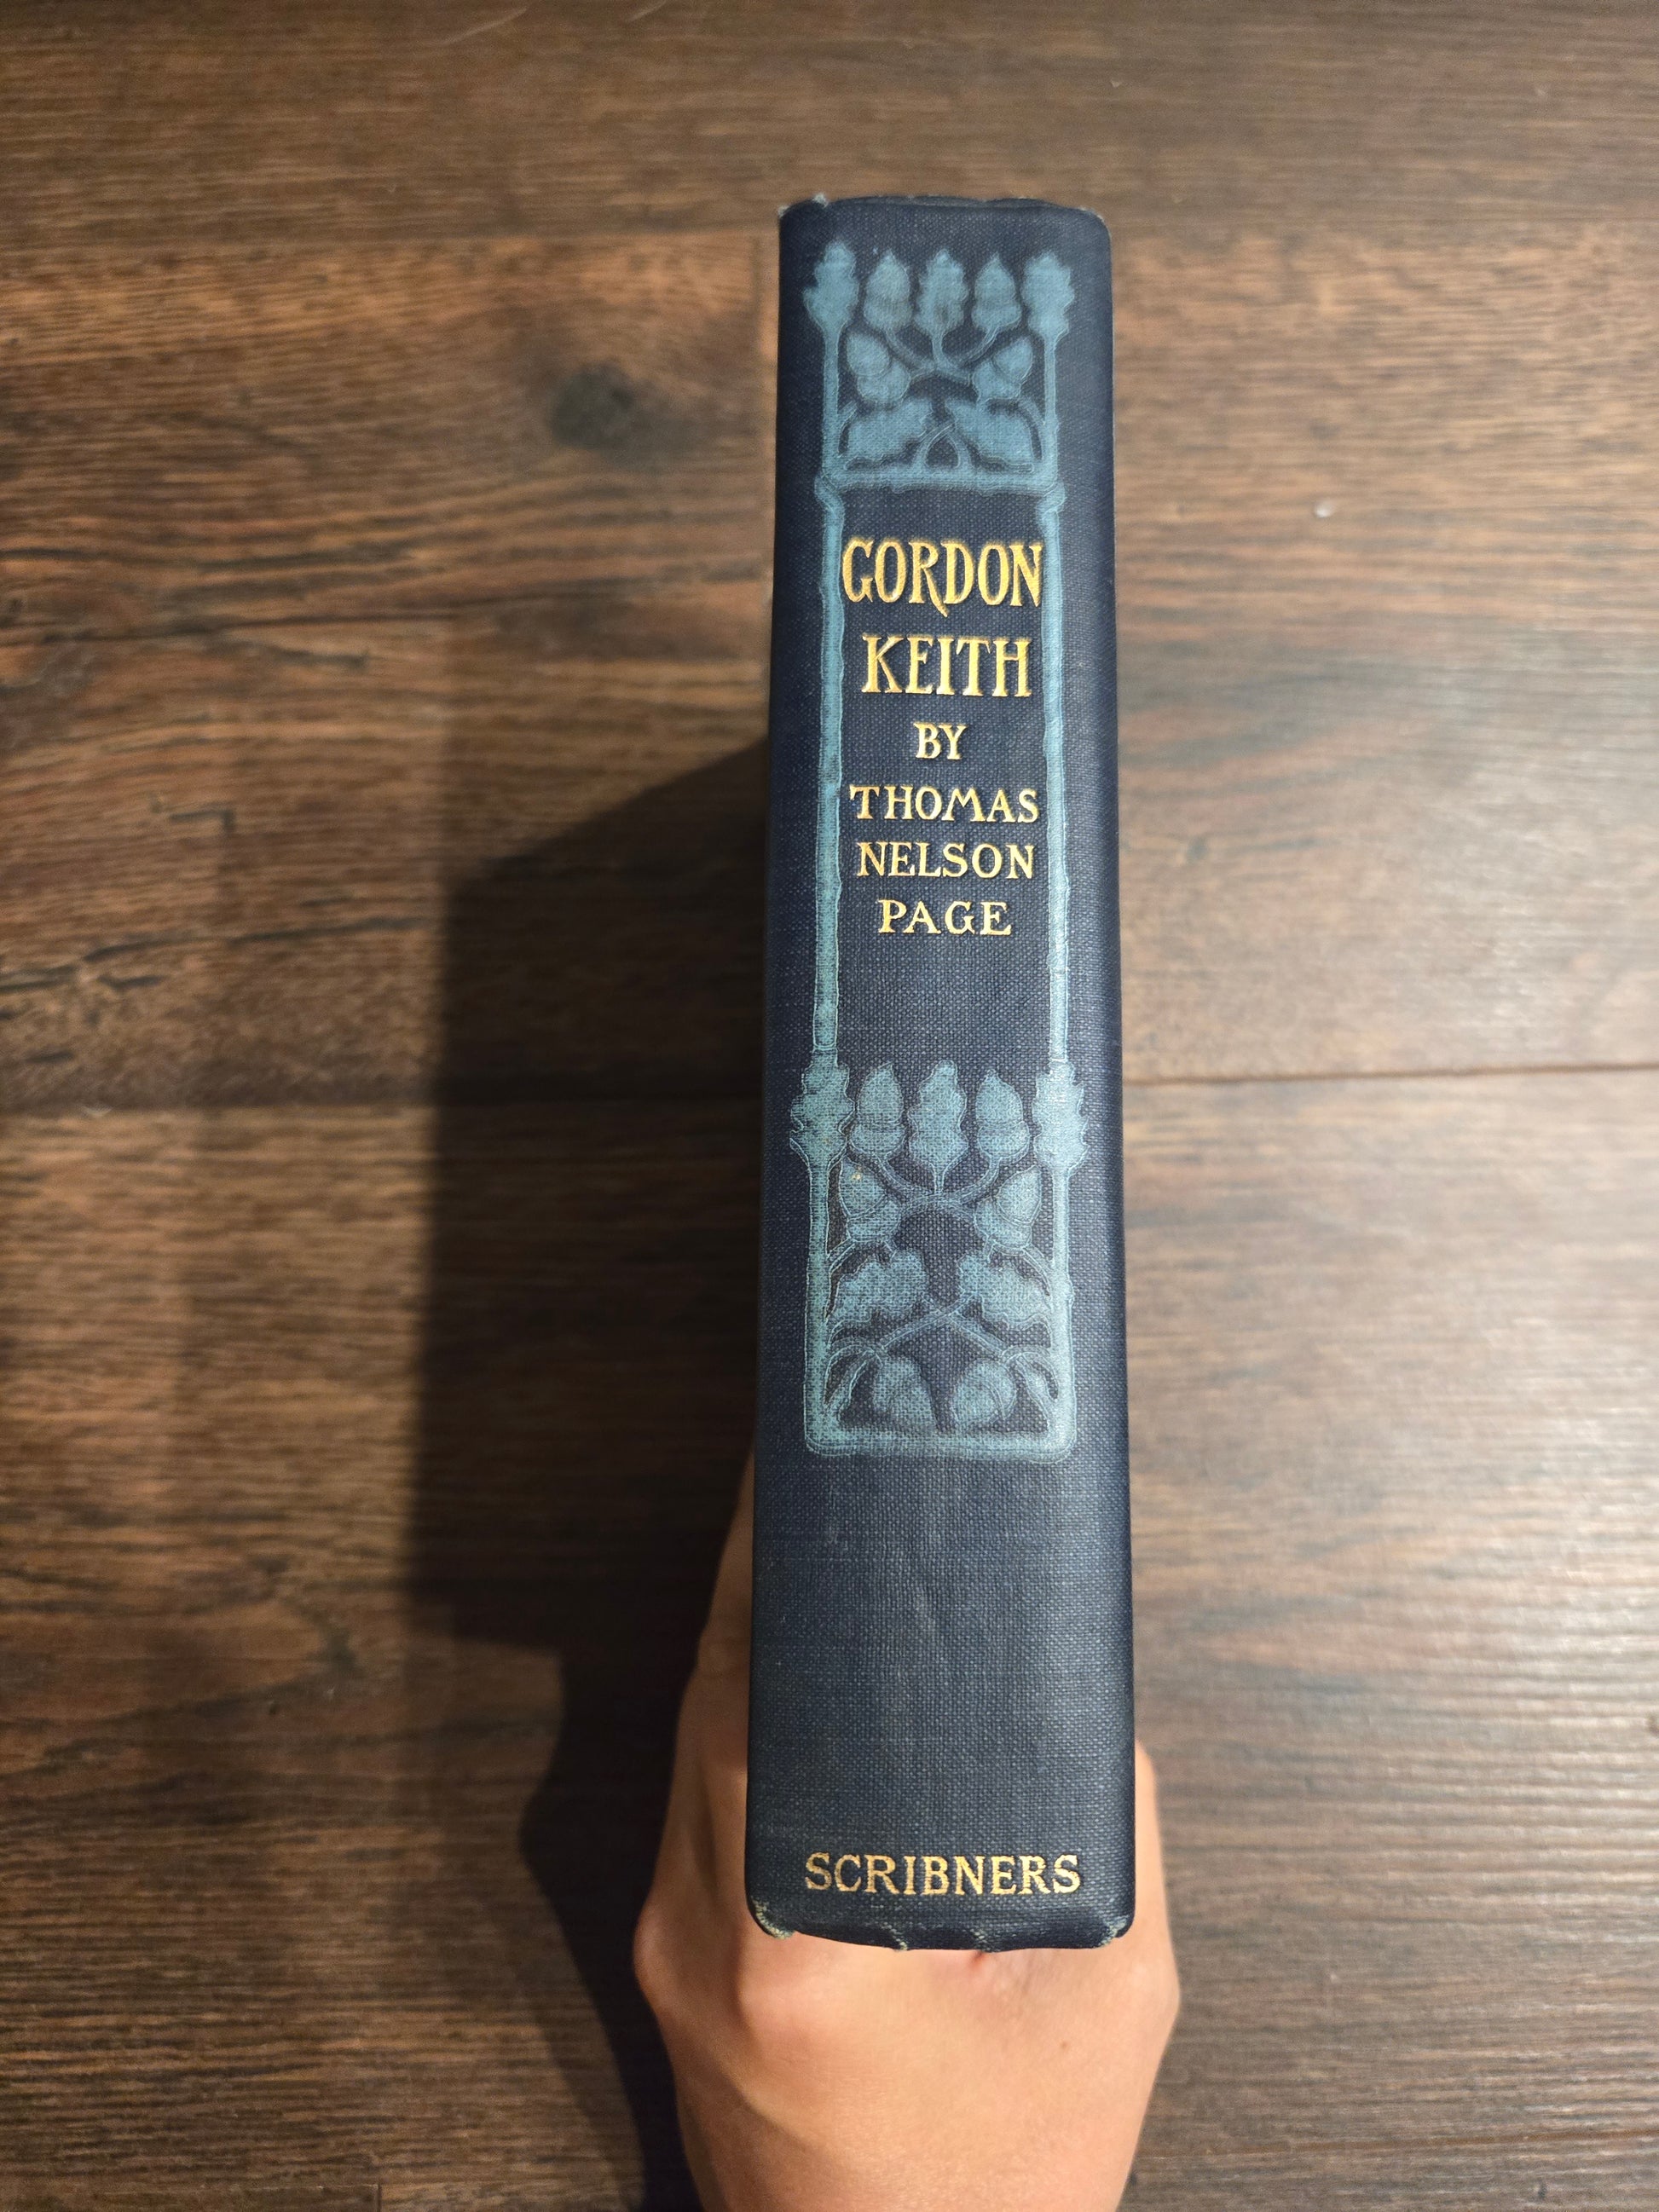 GORDON
KEITH
BY
THOMAS
NELSON
PAGE
SCRIBNERS